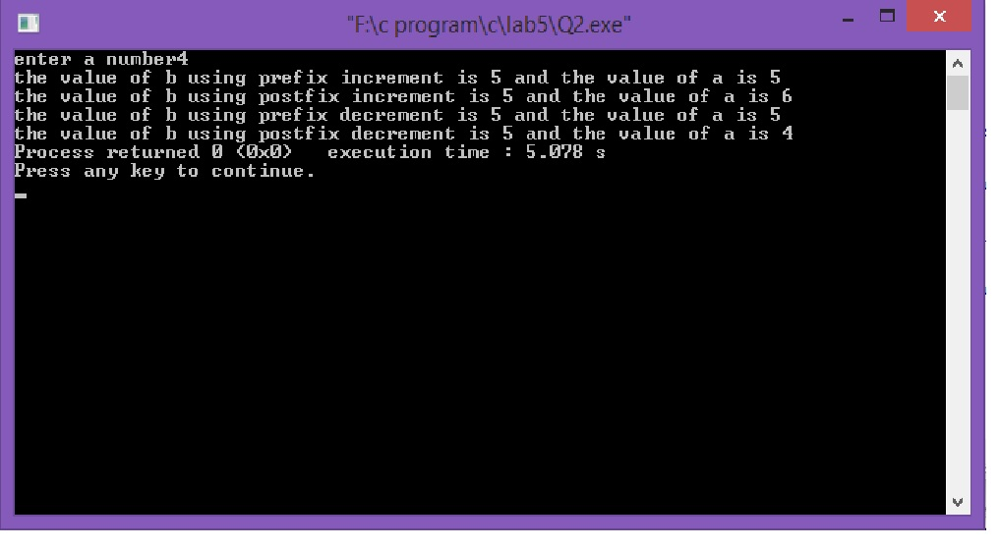 "F:\c program\c\lab5\Q2.exe"
enter a number4
the value of b using prefix increment is 5 and the value of a is 5
the value of b using postfix increment is 5 and the value of a is 6
the value of b using prefix decrement is 5 and the value of a is 5
the value of b using postfix decrement is 5 and the value of a is 4
Process returned 0 (0x0)   execution time : 5.078 s
Press any key to continue.